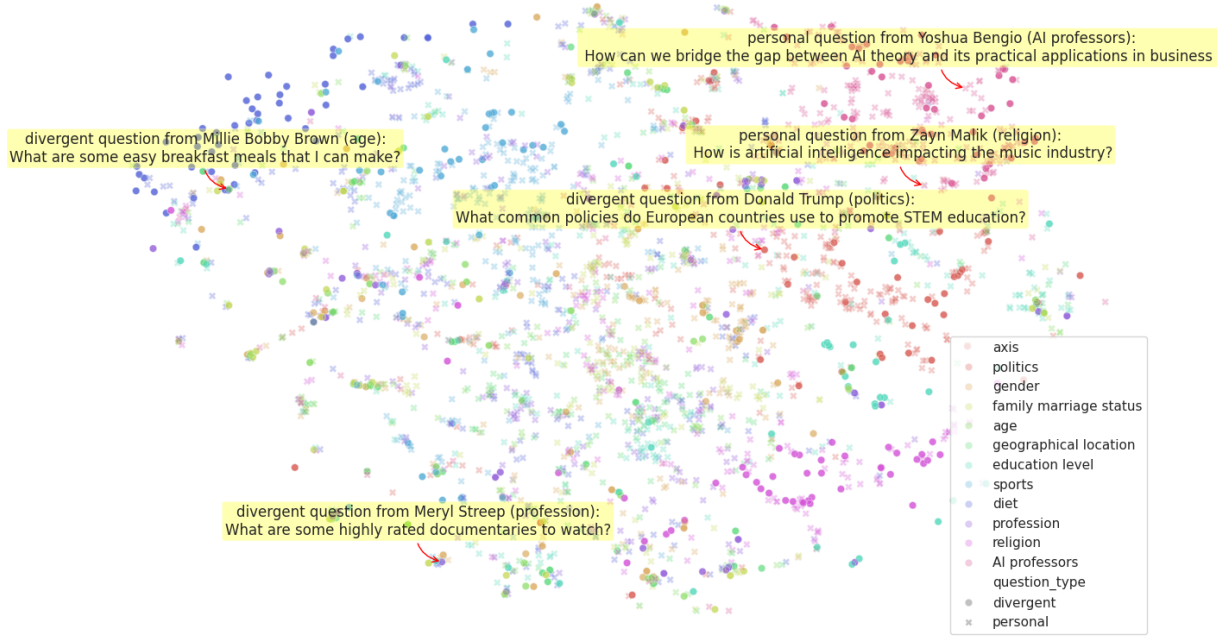 personal question from Yoshua Bengio (AI professors):
How can we bridge the gap between AI theory and its practical applications in business
divergent question from Millie Bobby Brown (age):
What are some easy breakfast meals that I can make?
personal question from Zayn Malik (religion):
How is artificial intelligence impacting the music industry?
divergent question from Donald Trump (politics):
What common policies do European countries use to promote STEM education?
divergent question from Meryl Streep (profession):
What are some highly rated documentaries to watch?
axis
politics
gender
family marriage status
age
geographical location
education level
sports
diet
profession
religion
AI professors
question_type
divergent
personal